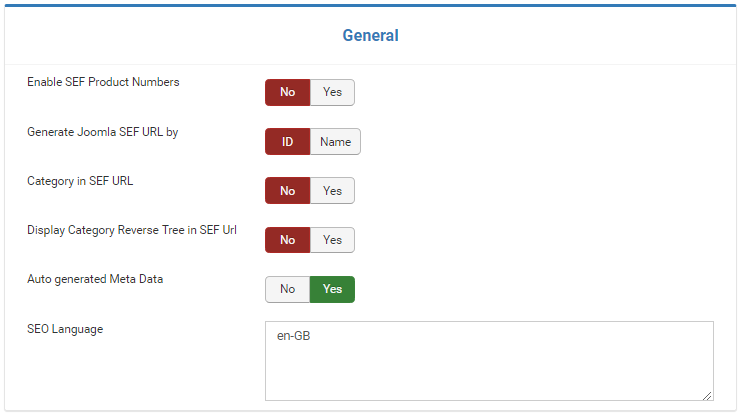 General
Enable SEF Product Numbers
No Yes
Generate Joomla SEF URL by
ID Name
Category in SEF URL
No Yes
Display Category Reverse Tree in SEF Url
No Yes
Auto generated Meta Data
No Yes
SEO Language
en-GB